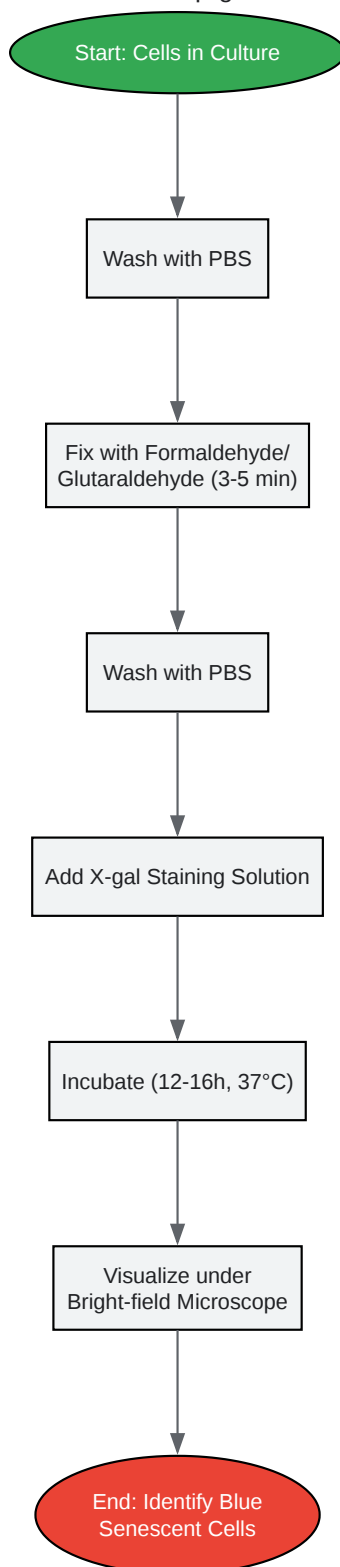 Start: Cells in Culture
Wash with PBS
Fix with Formaldehyde/
Glutaraldehyde (3-5 min)
Wash with PBS
Add X-gal Staining Solution
Incubate (12-16h, 37°C)
Visualize under
Bright-field Microscope
End: Identify Blue
Senescent Cells